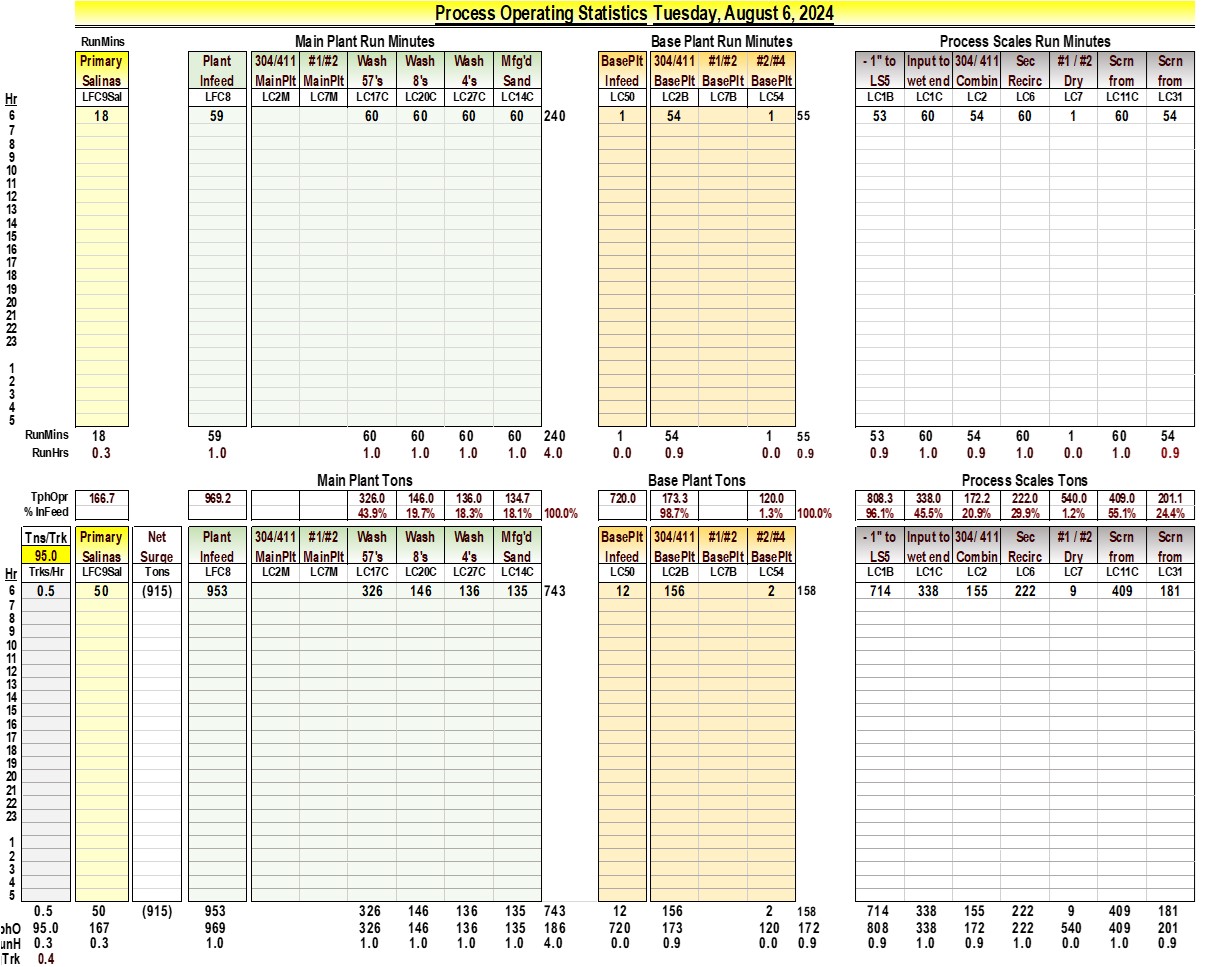 Process Operating Statistics Tuesday, August 6, 2024
RunMins Main Plant Run Minutes Base Plant Run Minutes Process Scales Run Minutes
Primary Plant 304/411 #1/#2 Wash Wash Wash Mfg'd BasePlt 304/411 #1/#2 #2/#4 - 1" to Input to 304/ 411 Sec #1 / #2 Scrn Scrn
Salinas Infeed MainPlt MainPlt 57's 8's 4's Sand Infeed BasePlt BasePlt BasePlt LS5 wet end Combin Recirc Dry from from
Hr LFC9Sal LFC8 LC2M LC7M LC17C LC20C LC27C LC14C LC50 LC2B LC7B LC54 LC1B LC1C LC2 LC6 LC7 LC11C LC31
6 18 59 60 60 60 60 240 1 54 1 55 53 60 54 60 1 60 54
7
8
9
10
11
12
13
14
15
16
17
18
19
20
21
22
23
1
2
3
4
5
RunMins 18 59 60 60 60 60 240 1 54 1 55 53 60 54 60 1 60 54
RunHrs 0.3 1.0 1.0 1.0 1.0 1.0 4.0 0.0 0.9 0.0 0.9 0.9 1.0 0.9 1.0 0.0 1.0 0.9
Main Plant Tons Base Plant Tons Process Scales Tons
TphOpr 166.7 969.2 326.0 146.0 136.0 134.7 720.0 173.3 120.0 808.3 338.0 172.2 222.0 540.0 409.0 201.1
% InFeed 43.9% 19.7% 18.3% 18.1% 100.0% 98.7% 1.3% 100.0% 96.1% 45.5% 20.9% 29.9% 1.2% 55.1% 24.4%
Tns/Trk Primary Net Plant 304/411 #1/#2 Wash Wash Wash Mfg'd BasePlt 304/411 #1/#2 #2/#4 - 1" to Input to 304/ 411 Sec #1 / #2 Scrn Scrn
95.0 Salinas Surge Infeed MainPlt MainPlt 57's 8's 4's Sand Infeed BasePlt BasePlt BasePlt LS5 wet end Combin Recirc Dry from from
Hr Trks/Hr LFC9Sal Tons LFC8 LC2M LC7M LC17C LC20C LC27C LC14C LC50 LC2B LC7B LC54 LC1B LC1C LC2 LC6 LC7 LC11C LC31
6 0.5 50 (915) 953 326 146 136 135 743 12 156 2 158 714 338 155 222 9 409 181
7
8
9
10
11
12
13
14
15
16
17
18
19
20
21
22
23
1
2
3
4
5
0.5 50 (915) 953 326 146 136 135 743 12 156 2 158 714 338 155 222 9 409 181
phO 95.0 167 969 326 146 136 135 186 720 173 120 172 808 338 172 222 540 409 201
unH 0.3 0.3 1.0 1.0 1.0 1.0 1.0 4.0 0.0 0.9 0.0 0.9 0.9 1.0 0.9 1.0 0.0 1.0 0.9
Trk 0.4